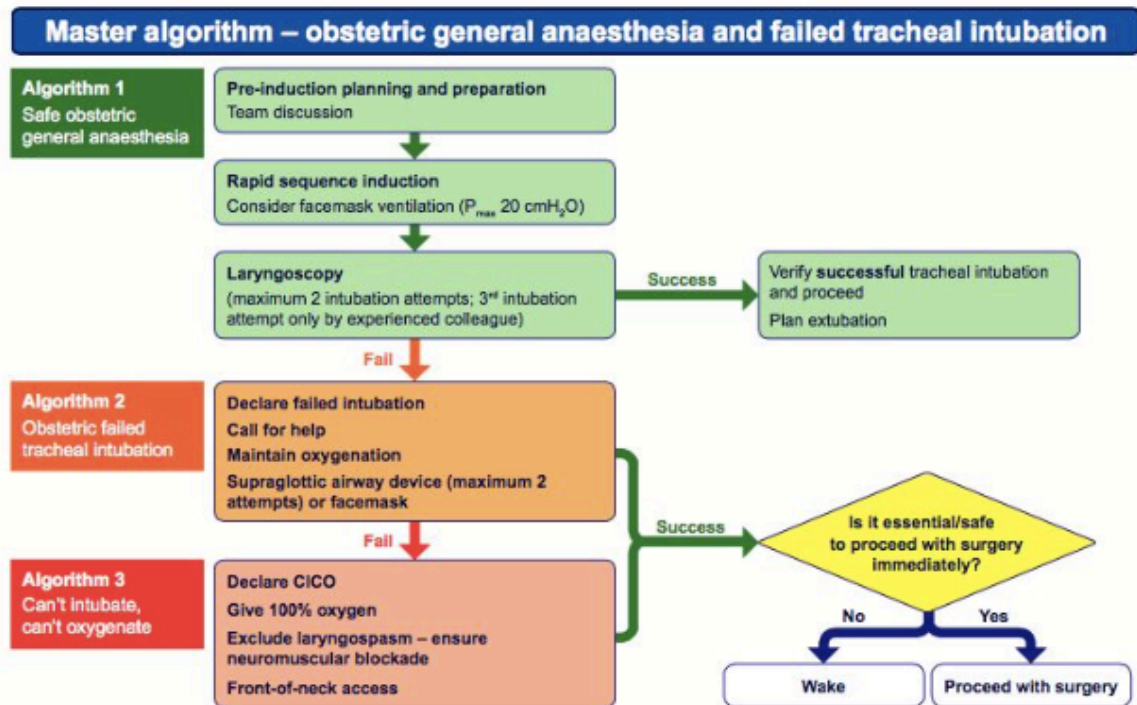 Master algorithm – obstetric general anaesthesia and failed tracheal intubation
Algorithm 1
Safe obstetric
general anaesthesia
Pre-induction planning and preparation
Team discussion
Rapid sequence induction
Consider facemask ventilation (Pmax 20 cmH2O)
Laryngoscopy
(maximum 2 intubation attempts; 3rd intubation
attempt only by experienced colleague)
Success
Verify successful tracheal intubation
and proceed
Plan extubation
Fail
Algorithm 2
Obstetric failed
tracheal intubation
Declare failed intubation
Call for help
Maintain oxygenation
Supraglottic airway device (maximum 2
attempts) or facemask
Success
Is it essential/safe
to proceed with surgery
immediately?
Fail
Algorithm 3
Can't intubate,
can't oxygenate
Declare CICO
Give 100% oxygen
Exclude laryngospasm – ensure
neuromuscular blockade
Front-of-neck access
No
Yes
Wake
Proceed with surgery